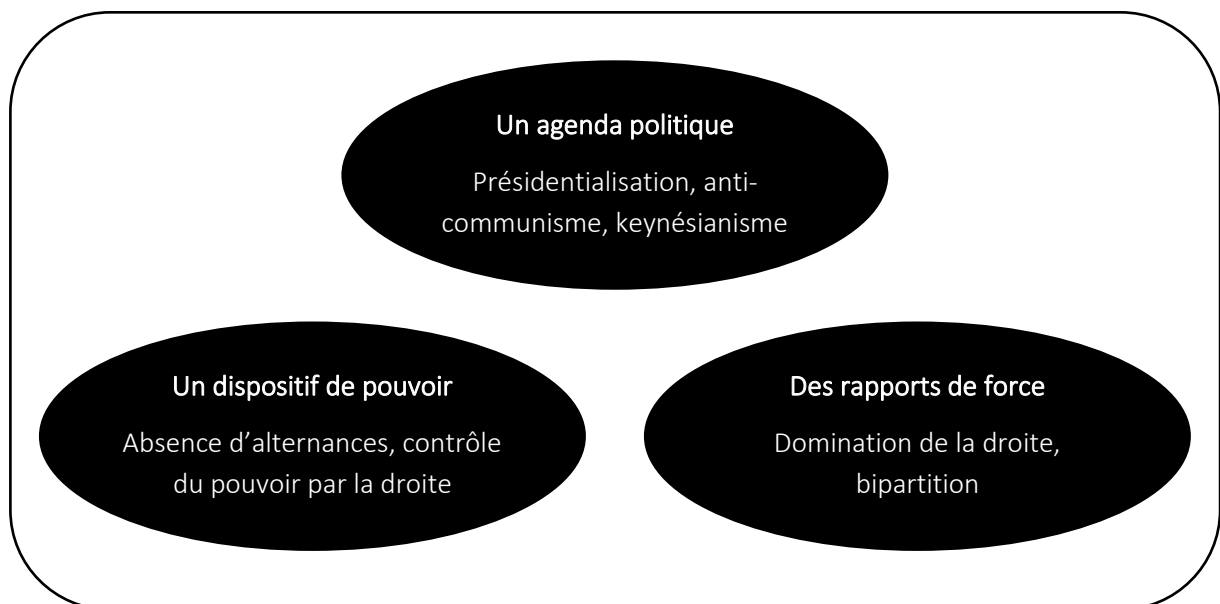 Un agenda politique
Présidentialisation, anti-
communisme, keynésianisme
Un dispositif de pouvoir
Absence d’alternances, contrôle
du pouvoir par la droite
Des rapports de force
Domination de la droite,
bipartition